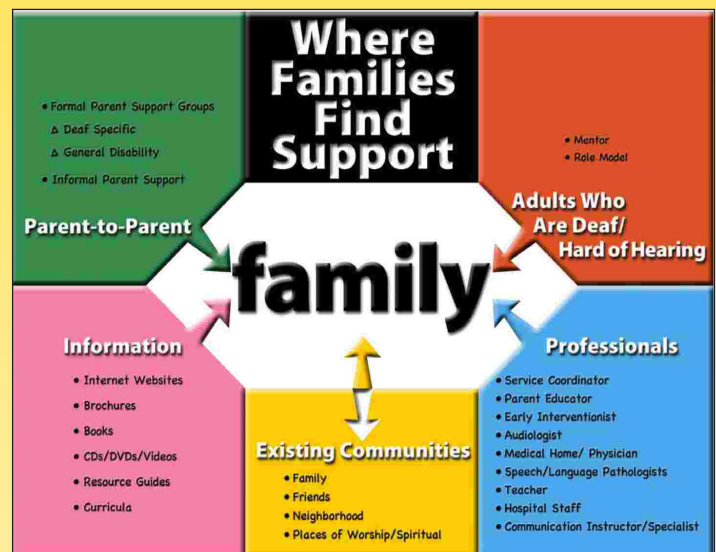 Where
Families
Find
Support
• Formal Parent Support Groups
Δ Deaf Specific
Δ General Disability
• Informal Parent Support
Parent-to-Parent
• Mentor
• Role Model
Adults Who
Are Deaf/
Hard of Hearing
family
Information
• Internet Websites
• Brochures
• Books
• CDs/DVDs/Videos
• Resource Guides
• Curricula
Existing Communities
• Family
• Friends
• Neighborhood
• Places of Worship/Spiritual
Professionals
• Service Coordinator
• Parent Educator
• Early Interventionist
• Audiologist
• Medical Home/ Physician
• Speech/Language Pathologists
• Teacher
• Hospital Staff
• Communication Instructor/Specialist